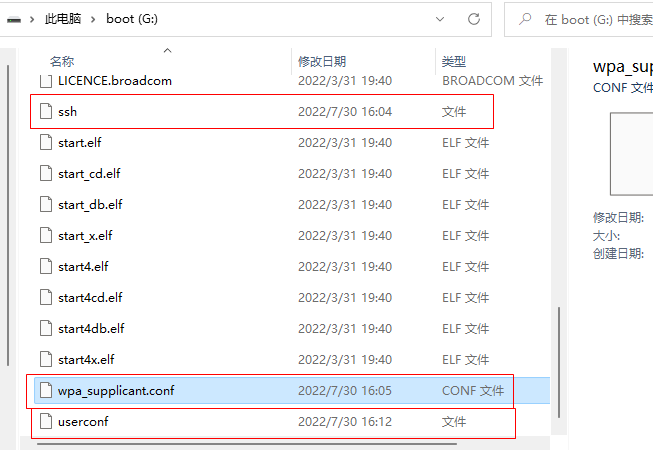 此电脑 boot (G:) 在 boot (G:) 中搜索
名称 修改日期 类型
LICENCE.broadcom 2022/3/31 19:40 BROADCOM 文件
ssh 2022/7/30 16:04 文件
start.elf 2022/3/31 19:40 ELF 文件
start_cd.elf 2022/3/31 19:40 ELF 文件
start_db.elf 2022/3/31 19:40 ELF 文件
start_x.elf 2022/3/31 19:40 ELF 文件
start4.elf 2022/3/31 19:40 ELF 文件
start4cd.elf 2022/3/31 19:40 ELF 文件
start4db.elf 2022/3/31 19:40 ELF 文件
start4x.elf 2022/3/31 19:40 ELF 文件
wpa_supplicant.conf 2022/7/30 16:05 CONF 文件
userconf 2022/7/30 16:12 文件
wpa_su
CONF 文件
修改日期:
大小:
创建日期: